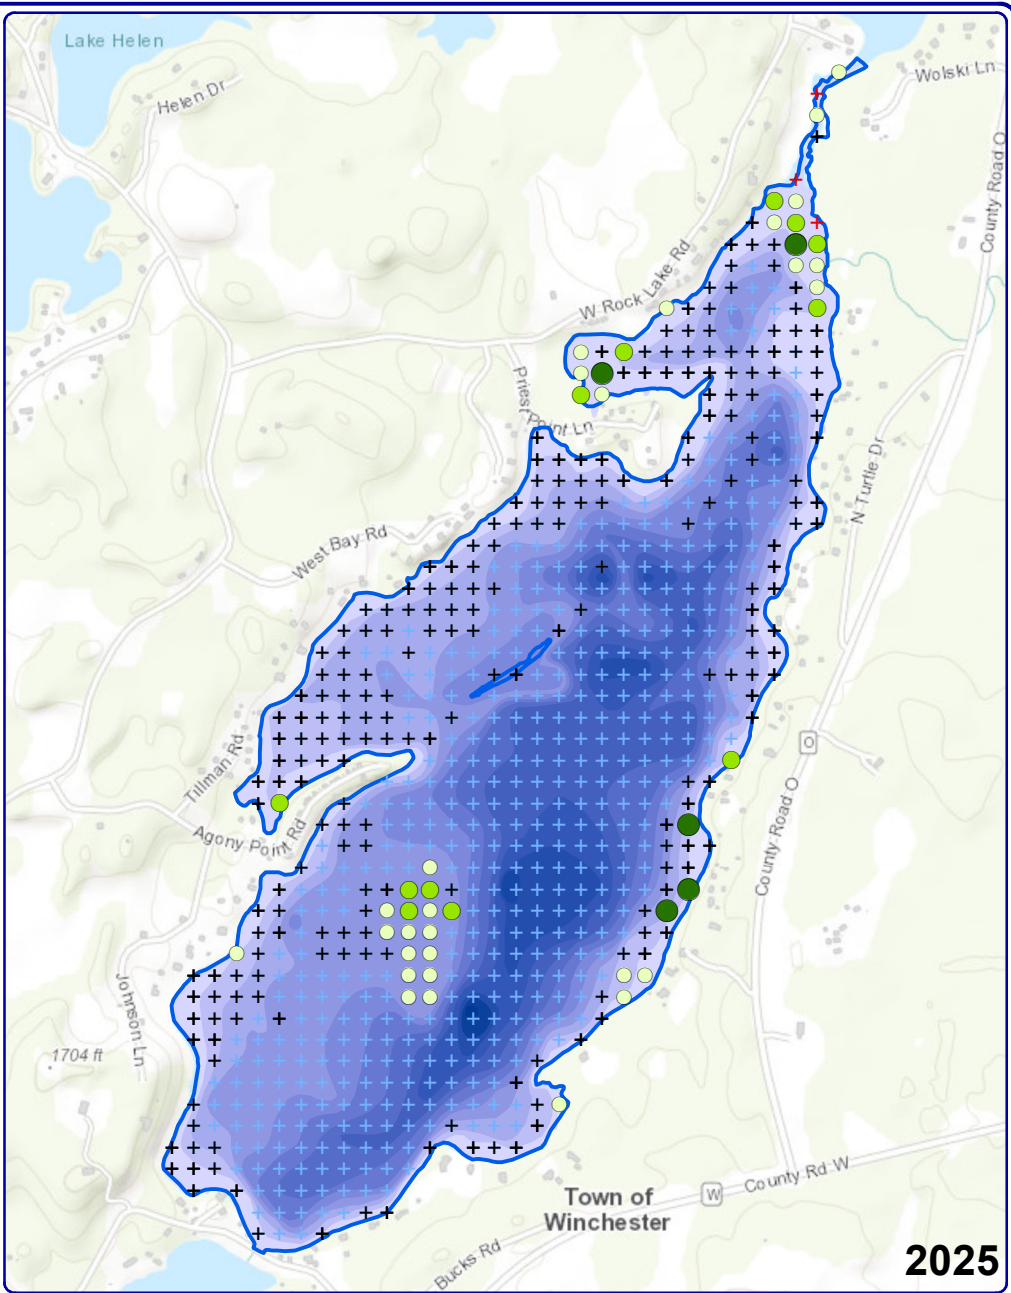 Lake Helen
Helen Dr
Wolski Ln
County Road O
W Rock Lake Rd
Priest
Point Ln
N Turtle Dr
West Bay Rd
Tillman Rd
O
Agony Point Rd
County Road O
Johnson Ln
1704 ft
County Rd W
W
Town of
Winchester
Bucks Rd
2025